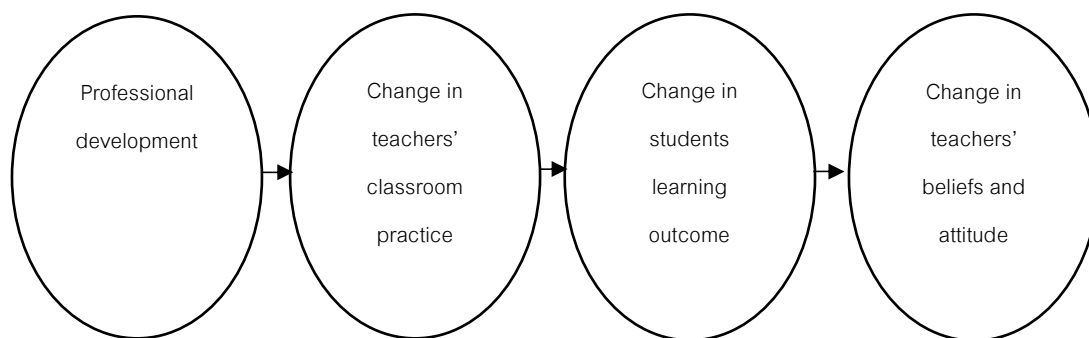 Professional
development
Change in
teachers’
classroom
practice
Change in
students
learning
outcome
Change in
teachers’
beliefs and
attitude